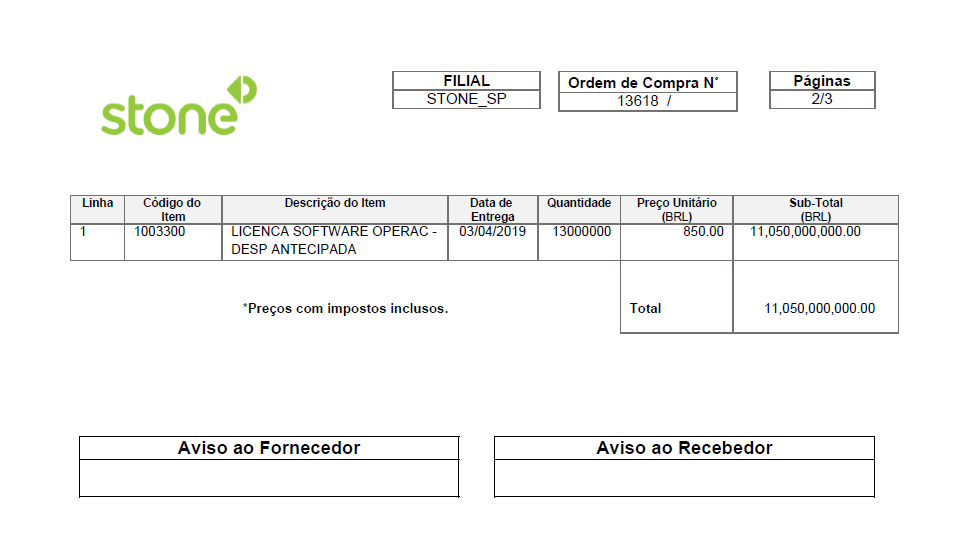 stone
FILIAL
STONE_SP
Ordem de Compra N°
13618 /
Páginas
2/3
Linha Código do Item Descrição do Item Data de Entrega Quantidade Preço Unitário (BRL) Sub-Total (BRL)
1 1003300 LICENCA SOFTWARE OPERAC - 03/04/2019 13000000 850.00 11,050,000,000.00
DESP ANTECIPADA
*Preços com impostos inclusos. Total 11,050,000,000.00
Aviso ao Fornecedor
Aviso ao Recebedor